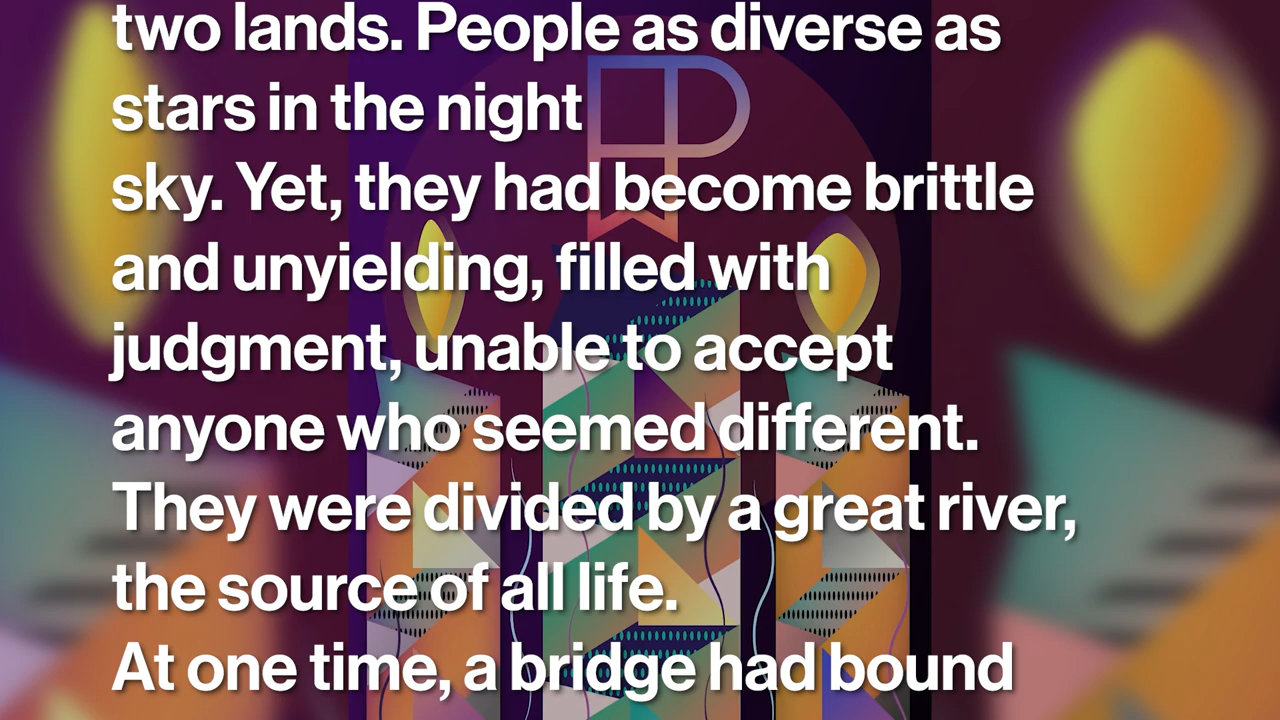 two lands. People as diverse as
stars in the night
sky. Yet, they had become brittle
and unyielding, filled with
judgment, unable to accept
anyone who seemed different.
They were divided by a great river,
the source of all life.
At one time, a bridge had bound